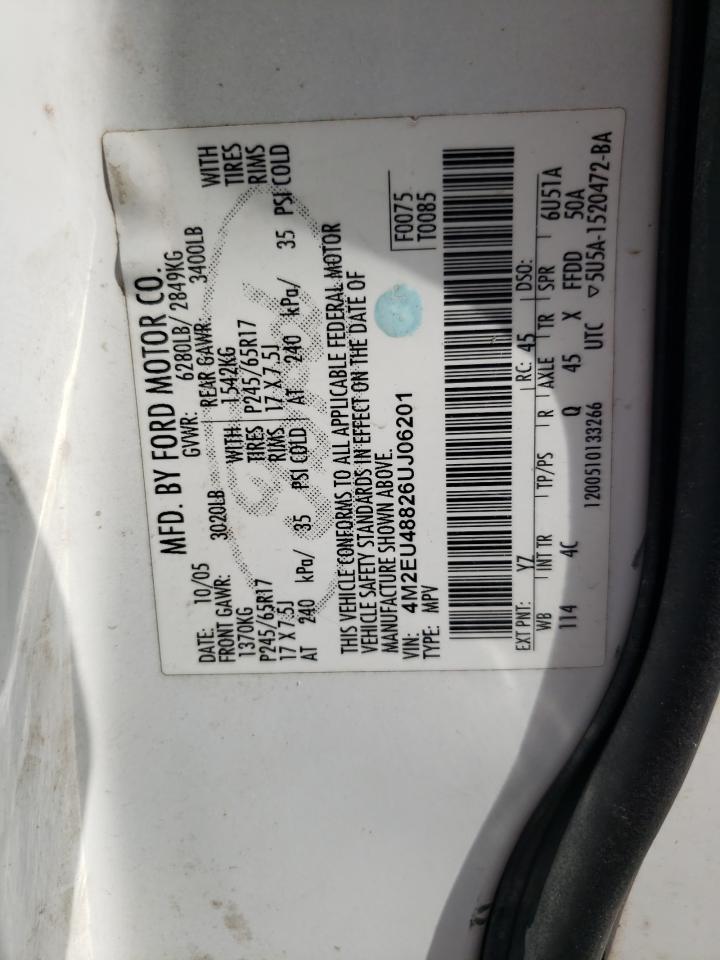 MFD. BY FORD MOTOR CO.
DATE: 10/05 GVWR: 6280LB/ 2849KG
FRONT GAWR: 3020LB REAR GAWR: 3400LB
1370KG WITH 1542KG WITH
P245/65R17 TIRES P245/65R17 TIRES
17 X 7.5J RIMS 17 X 7.5J RIMS
AT 240 kPa/ 35 PSI COLD AT 240 kPa/ 35 PSI COLD
THIS VEHICLE CONFORMS TO ALL APPLICABLE FEDERAL MOTOR
VEHICLE SAFETY STANDARDS IN EFFECT ON THE DATE OF
MANUFACTURE SHOWN ABOVE.
VIN: 4M2EU48826UJ06201
TYPE: MPV
F0075
T0085
EXT PNT: YZ RC: 45 DSO:
WB INT TR TP/PS R AXLE TR SPR 6U51A
114 4C Q 45 X FFDD 50A
1200510133266 UTC ▽5U5A-1520472-BA